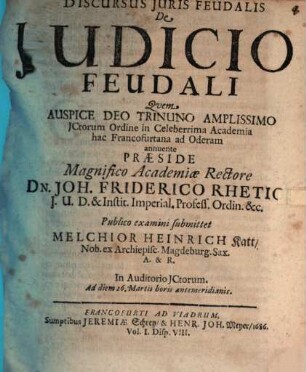 DISCURSUS JURIS FEUDALIS
De
JUDICIO
FEUDALI
Qvem
AUSPICE DEO TRINUNO AMPLISSIMO
JCtorum Ordine in Celeberrima Academia
hac Francofurtana ad Oderam
annuente
PRÆSIDE
Magnifico Academiæ Rectore
DN. JOH. FRIDERICO RHETIO
J. U. D. & Instit. Imperial. Profess. Ordin. &c.
Publico examini submittet
MELCHIOR HEINRICH Katt/
Nob. ex Archiepisc. Magdeburg. Sax.
A. & R.
In Auditorio JCtorum.
Ad diem 26. Martis horis antemeridianis.
FRANCOFURTI AD VIADRUM,
Sumptibus JEREMIÆ Schrey/ & HENR. JOH. Meyer/ 1686.
Vol. I. Disp. VIII.